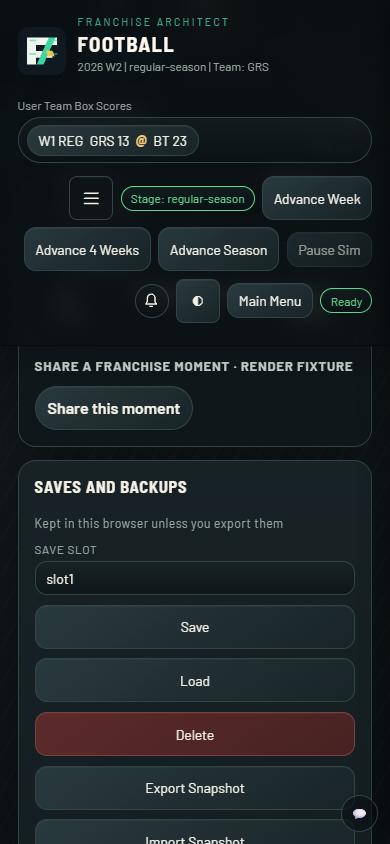 FRANCHISE ARCHITECT
FOOTBALL
2026 W2 | regular-season | Team: GRS
User Team Box Scores
W1 REG GRS 13 @ BT 23
Stage: regular-season
Advance Week
Advance 4 Weeks
Advance Season
Pause Sim
Main Menu
Ready
SHARE A FRANCHISE MOMENT · RENDER FIXTURE
Share this moment
SAVES AND BACKUPS
Kept in this browser unless you export them
SAVE SLOT
slot1
Save
Load
Delete
Export Snapshot
Import Snapshot